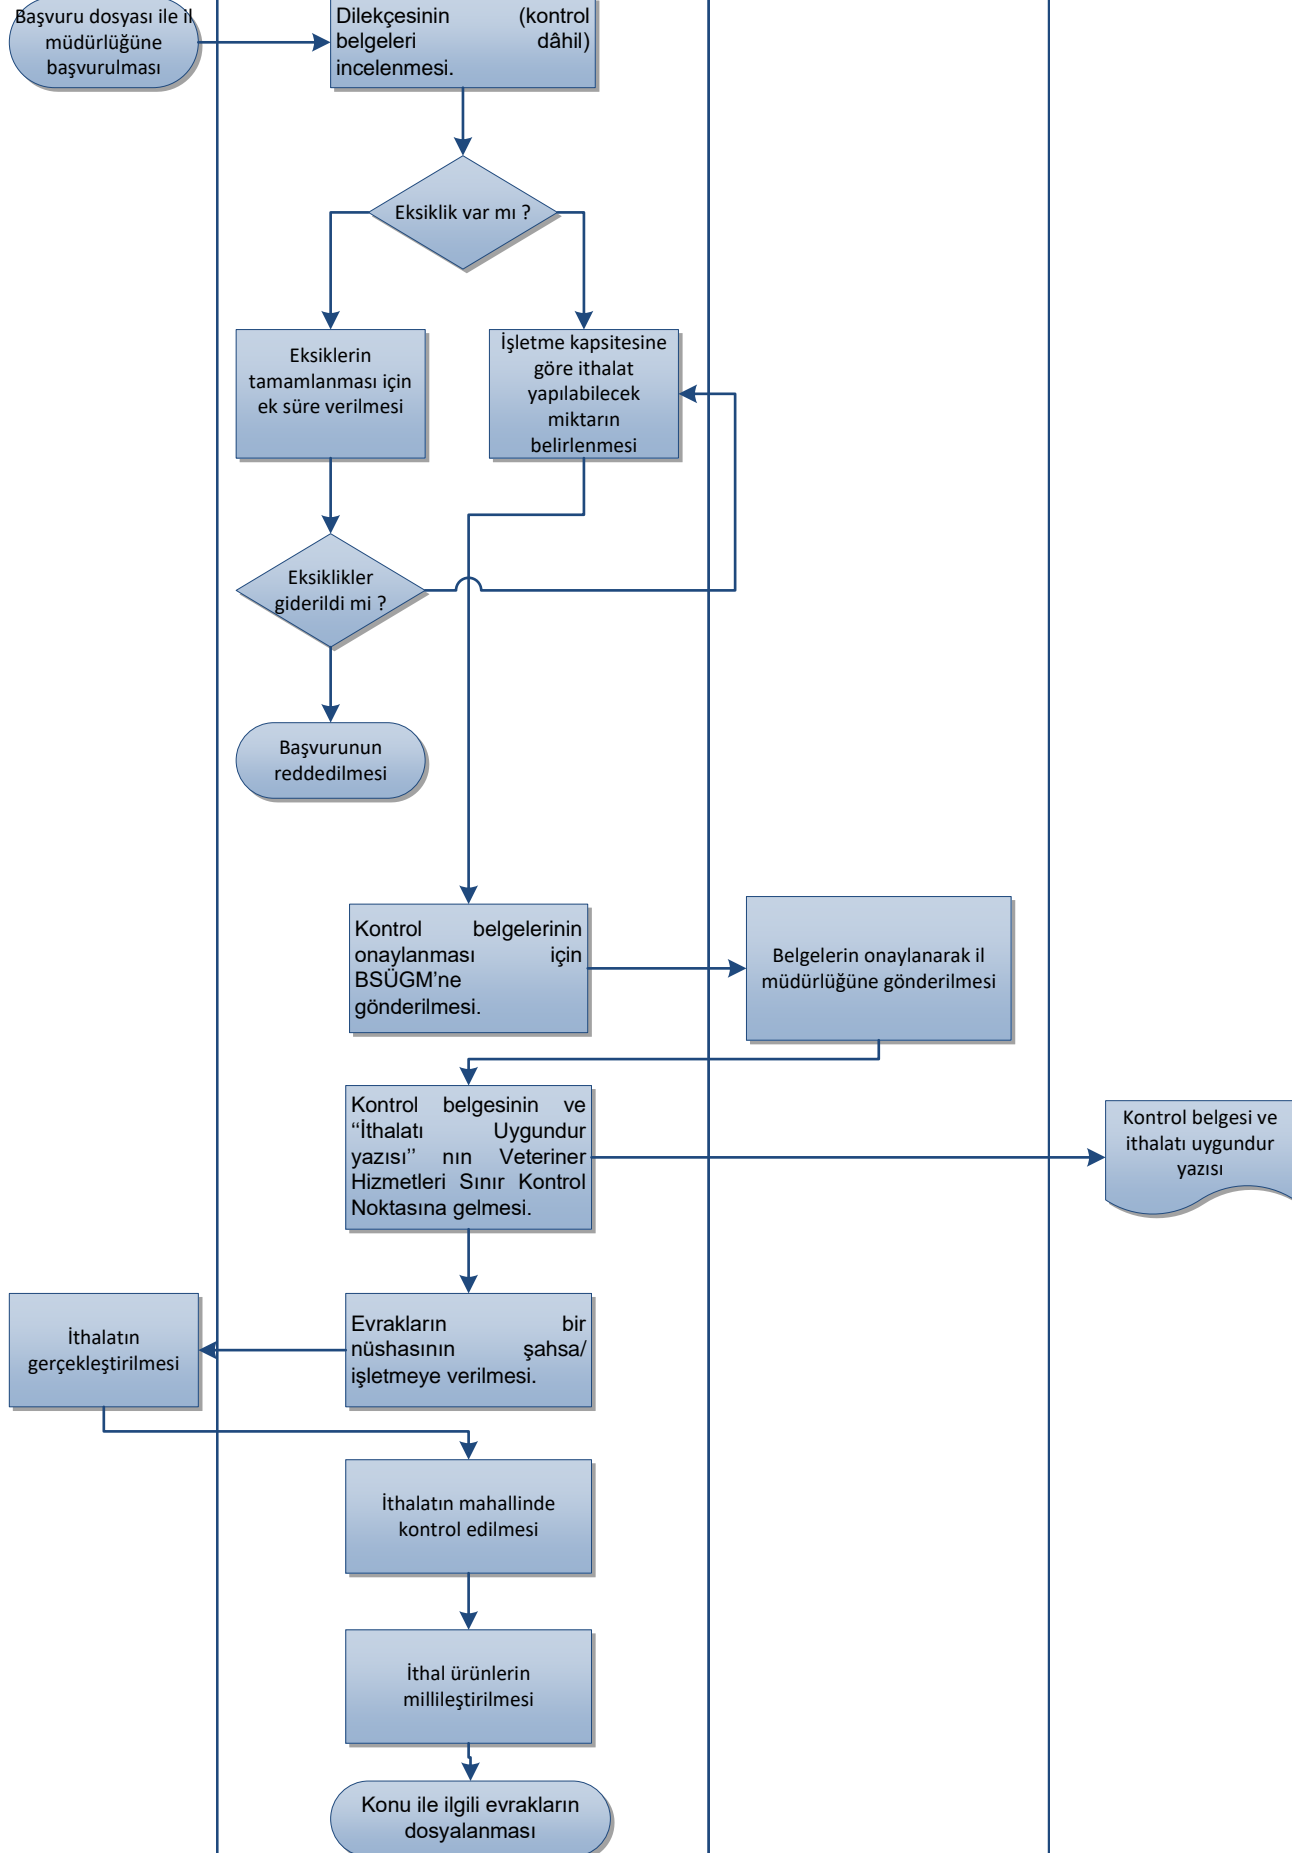 Başvuru dosyası ile il
müdürlüğüne
başvurulması
Dilekçesinin (kontrol
belgeleri dâhil)
incelenmesi.
Eksiklik var mı ?
Eksiklerin
tamamlanması için
ek süre verilmesi
İşletme kapsitesine
göre ithalat
yapılabilecek
miktarın
belirlenmesi
Eksiklikler
giderildi mi ?
Başvurunun
reddedilmesi
Kontrol belgelerinin
onaylanması için
BSÜGM’ne
gönderilmesi.
Belgelerin onaylanarak il
müdürlüğüne gönderilmesi
Kontrol belgesinin ve
‘‘İthalatı Uygundur
yazısı’’ nın Veteriner
Hizmetleri Sınır Kontrol
Noktasına gelmesi.
Kontrol belgesi ve
ithalatı uygundur
yazısı
Evrakların bir
nüshasının şahsa/
işletmeye verilmesi.
İthalatın
gerçekleştirilmesi
İthalatın mahallinde
kontrol edilmesi
İthal ürünlerin
millileştirilmesi
Konu ile ilgili evrakların
dosyalanması